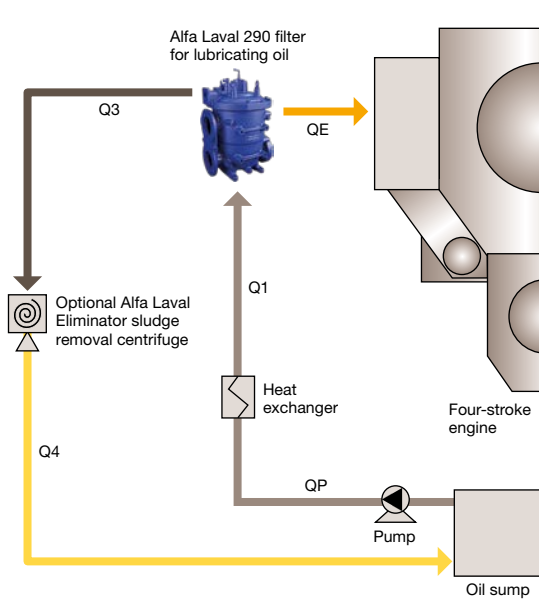 Alfa Laval 290 filter
for lubricating oil
Q3
QE
Optional Alfa Laval
Eliminator sludge
removal centrifuge
Q1
Heat
exchanger
Four-stroke
engine
Q4
QP
Pump
Oil sump